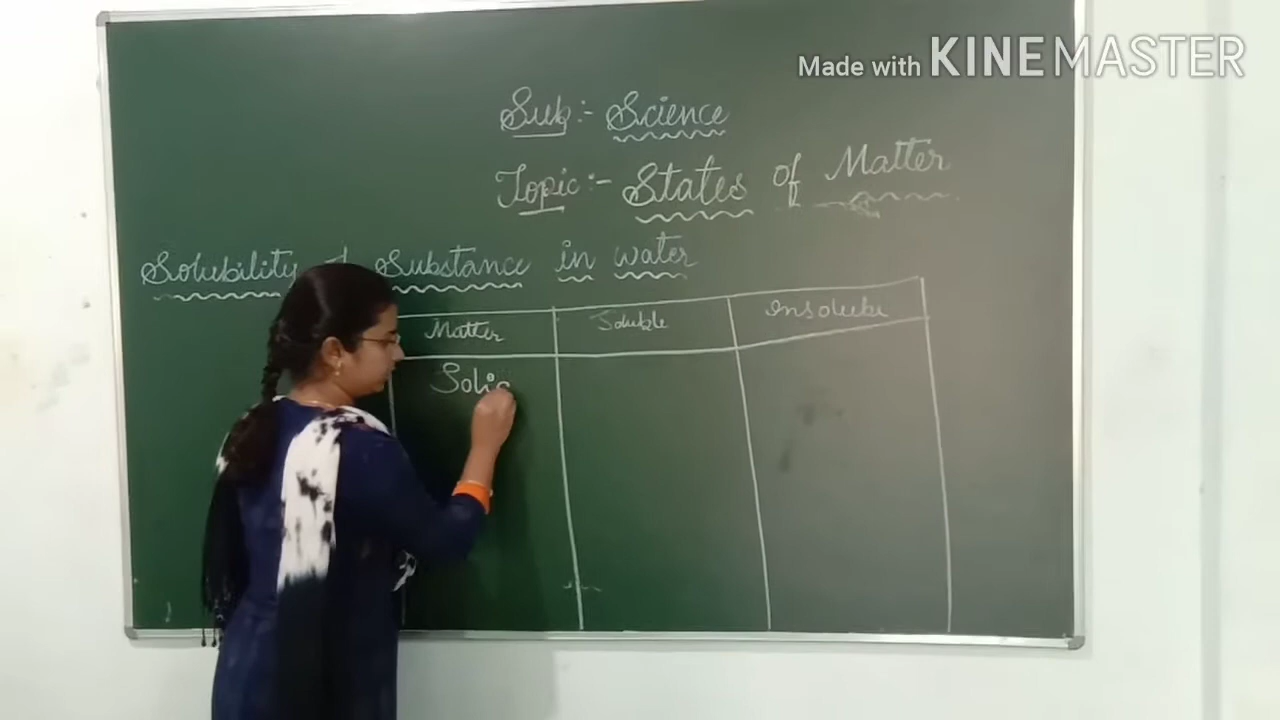 Made with KINEMASTER
Sub:- Science
Topic:- States of Matter
Solubility Substance in water
Matter Soluble Insoluble
Soli